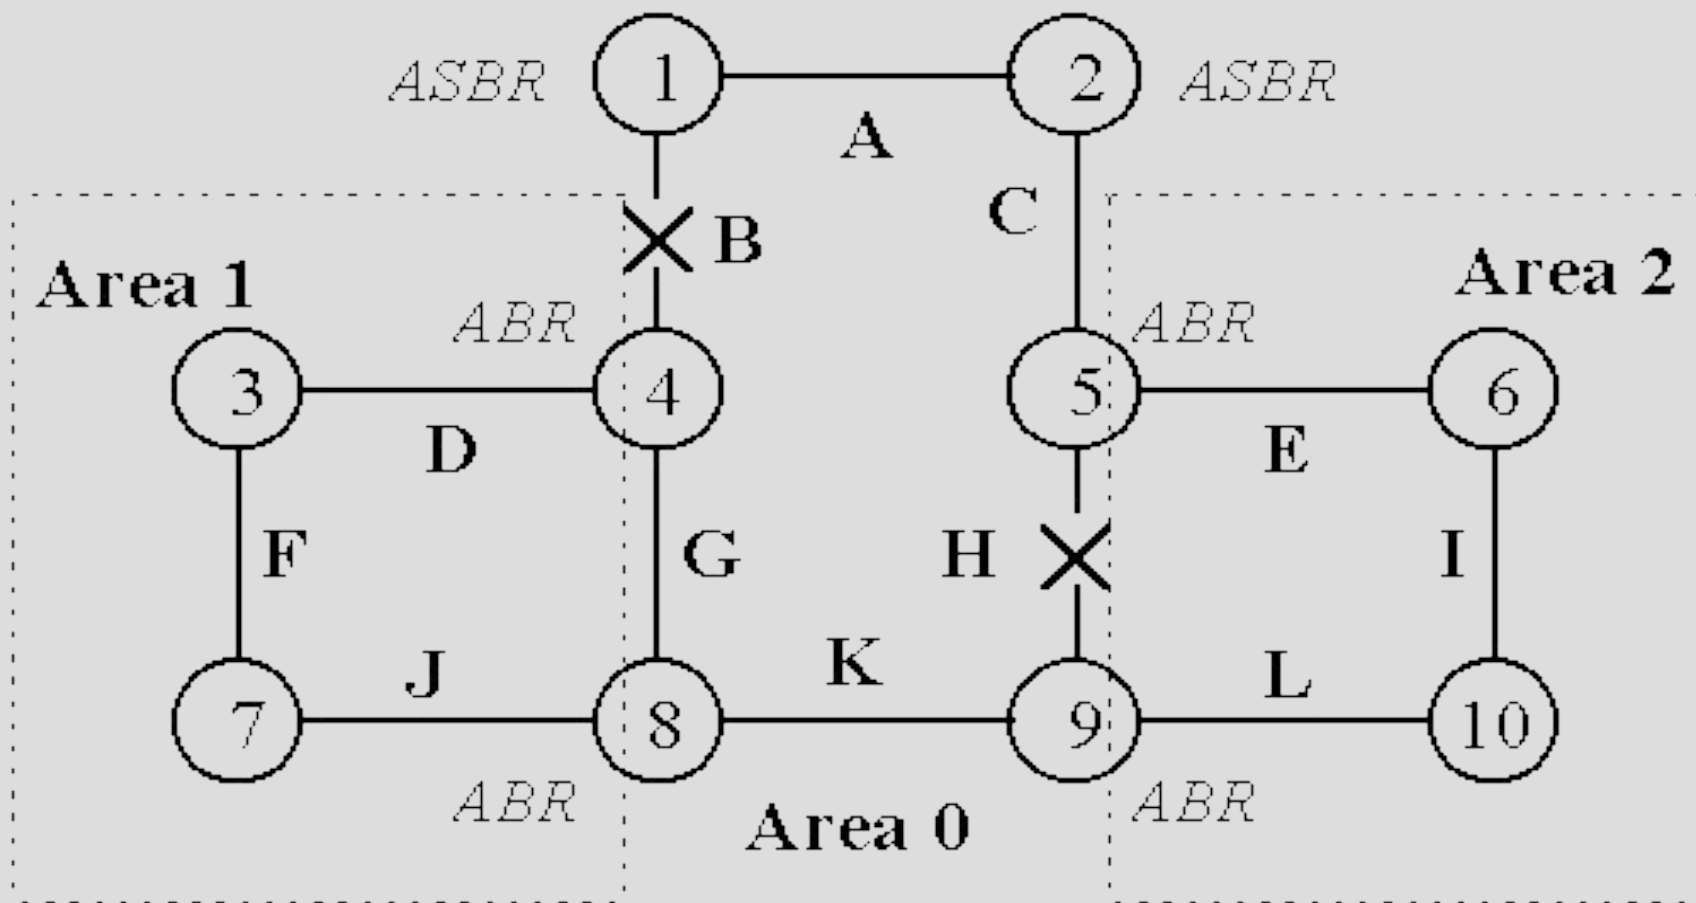 ASBR 1 2 ASBR
A
C
B
Area 1 Area 2
ABR ABR
3 4 5 6
D E
F G H I
J K L
7 8 9 10
ABR ABR
Area 0